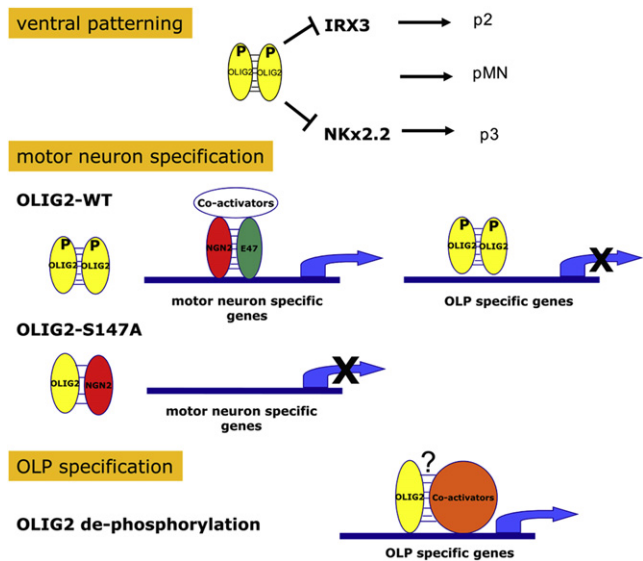 ventral patterning
P P
OLIG2 OLIG2
IRX3
p2
pMN
NKx2.2
p3
motor neuron specification
OLIG2-WT
P P
OLIG2 OLIG2
Co-activators
NGN2 E47
motor neuron specific
genes
P P
OLIG2 OLIG2
X
OLP specific genes
OLIG2-S147A
OLIG2 NGN2
X
motor neuron specific
genes
OLP specification
OLIG2 de-phosphorylation
?
OLIG2 Co-activators
OLP specific genes